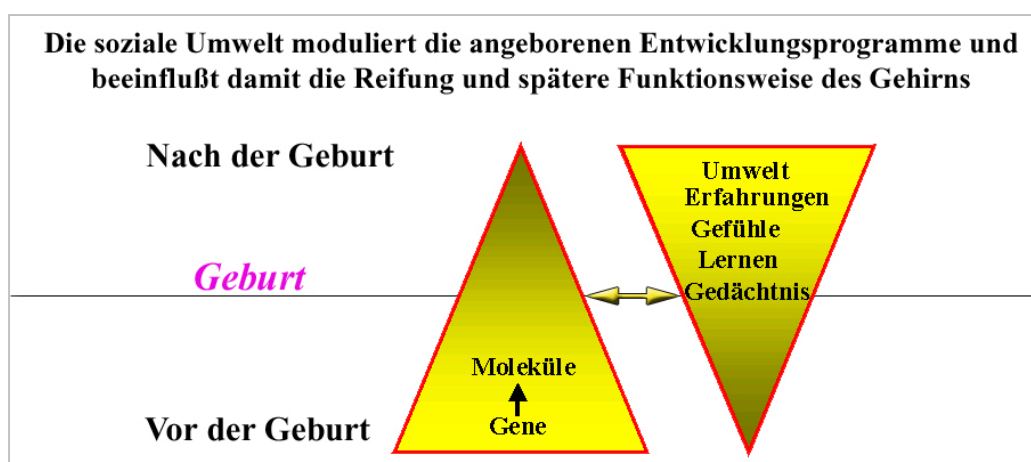 Die soziale Umwelt moduliert die angeborenen Entwicklungsprogramme und
beeinflußt damit die Reifung und spätere Funktionsweise des Gehirns
Nach der Geburt
Umwelt
Erfahrungen
Gefühle
Lernen
Geburt
Gedächtnis
Moleküle
Vor der Geburt
Gene